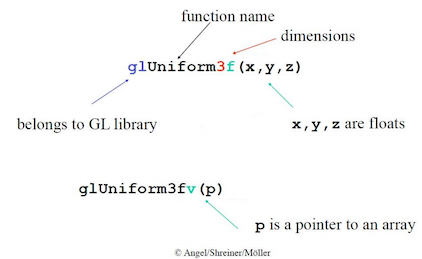 function name
dimensions
glUniform3f(x,y,z)
belongs to GL library
x,y,z are floats
glUniform3fv(p)
p is a pointer to an array
© Angel/Shreiner/Möller